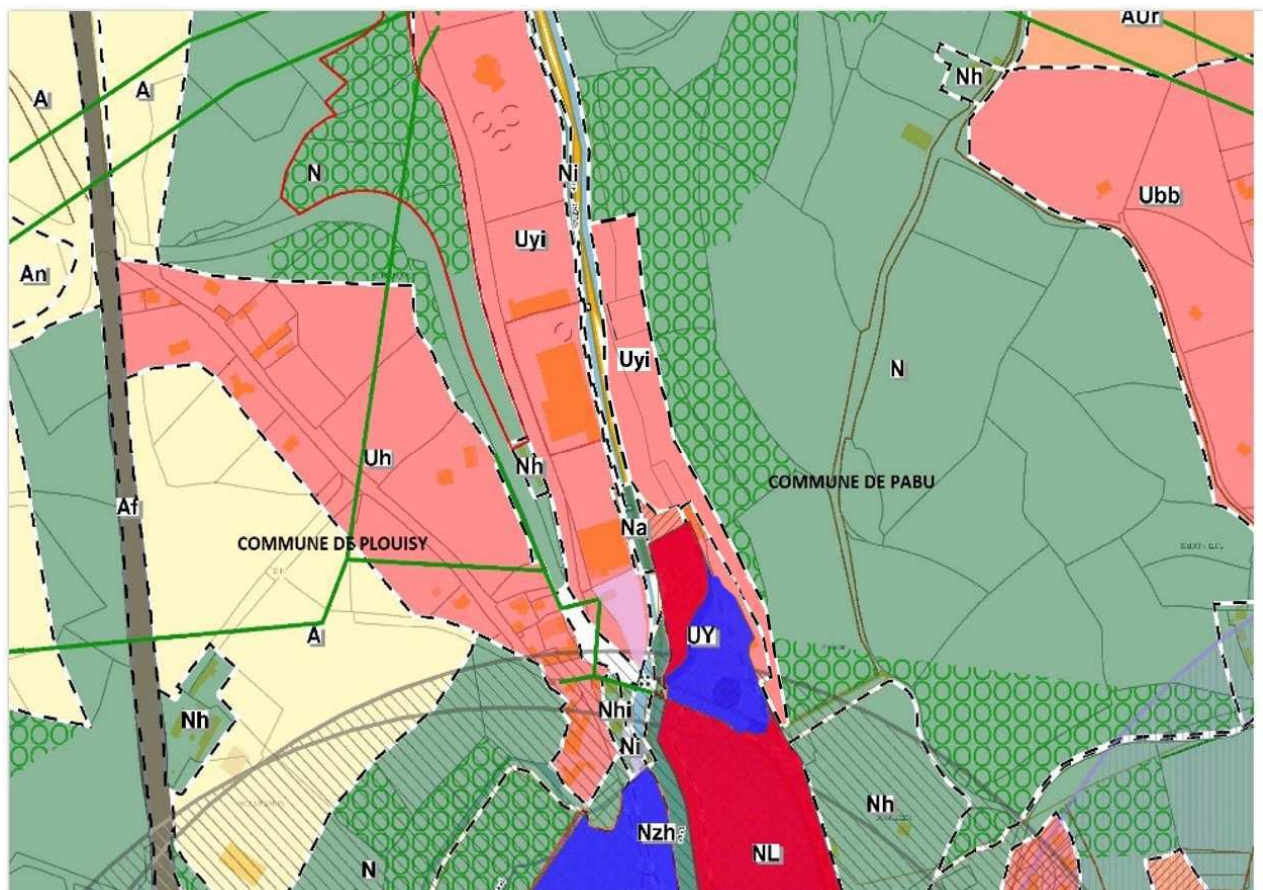 AUr
A
A
Nh
N
Ni
Ubb
Uyi
An
Uyi
N
Uh
Nh
COMMUNE DE PABU
Af
Na
COMMUNE DE PLOUISY
A
UY
Nh
Nhi
Ni
Nh
Nzh
NL
N